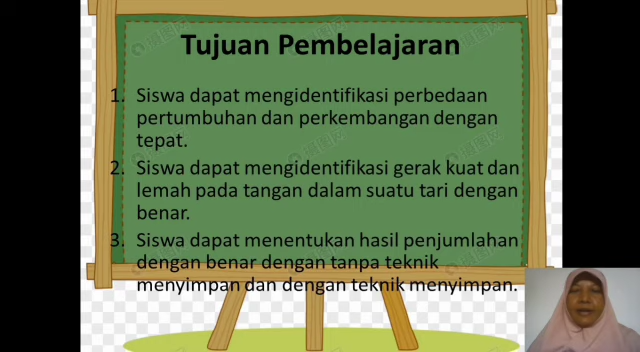 Tujuan Pembelajaran
1. Siswa dapat mengidentifikasi perbedaan
pertumbuhan dan perkembangan dengan
tepat.
2. Siswa dapat mengidentifikasi gerak kuat dan
lemah pada tangan dalam suatu tari dengan
benar.
3. Siswa dapat menentukan hasil penjumlahan
dengan benar dengan tanpa teknik
menyimpan dan dengan teknik menyimpan.